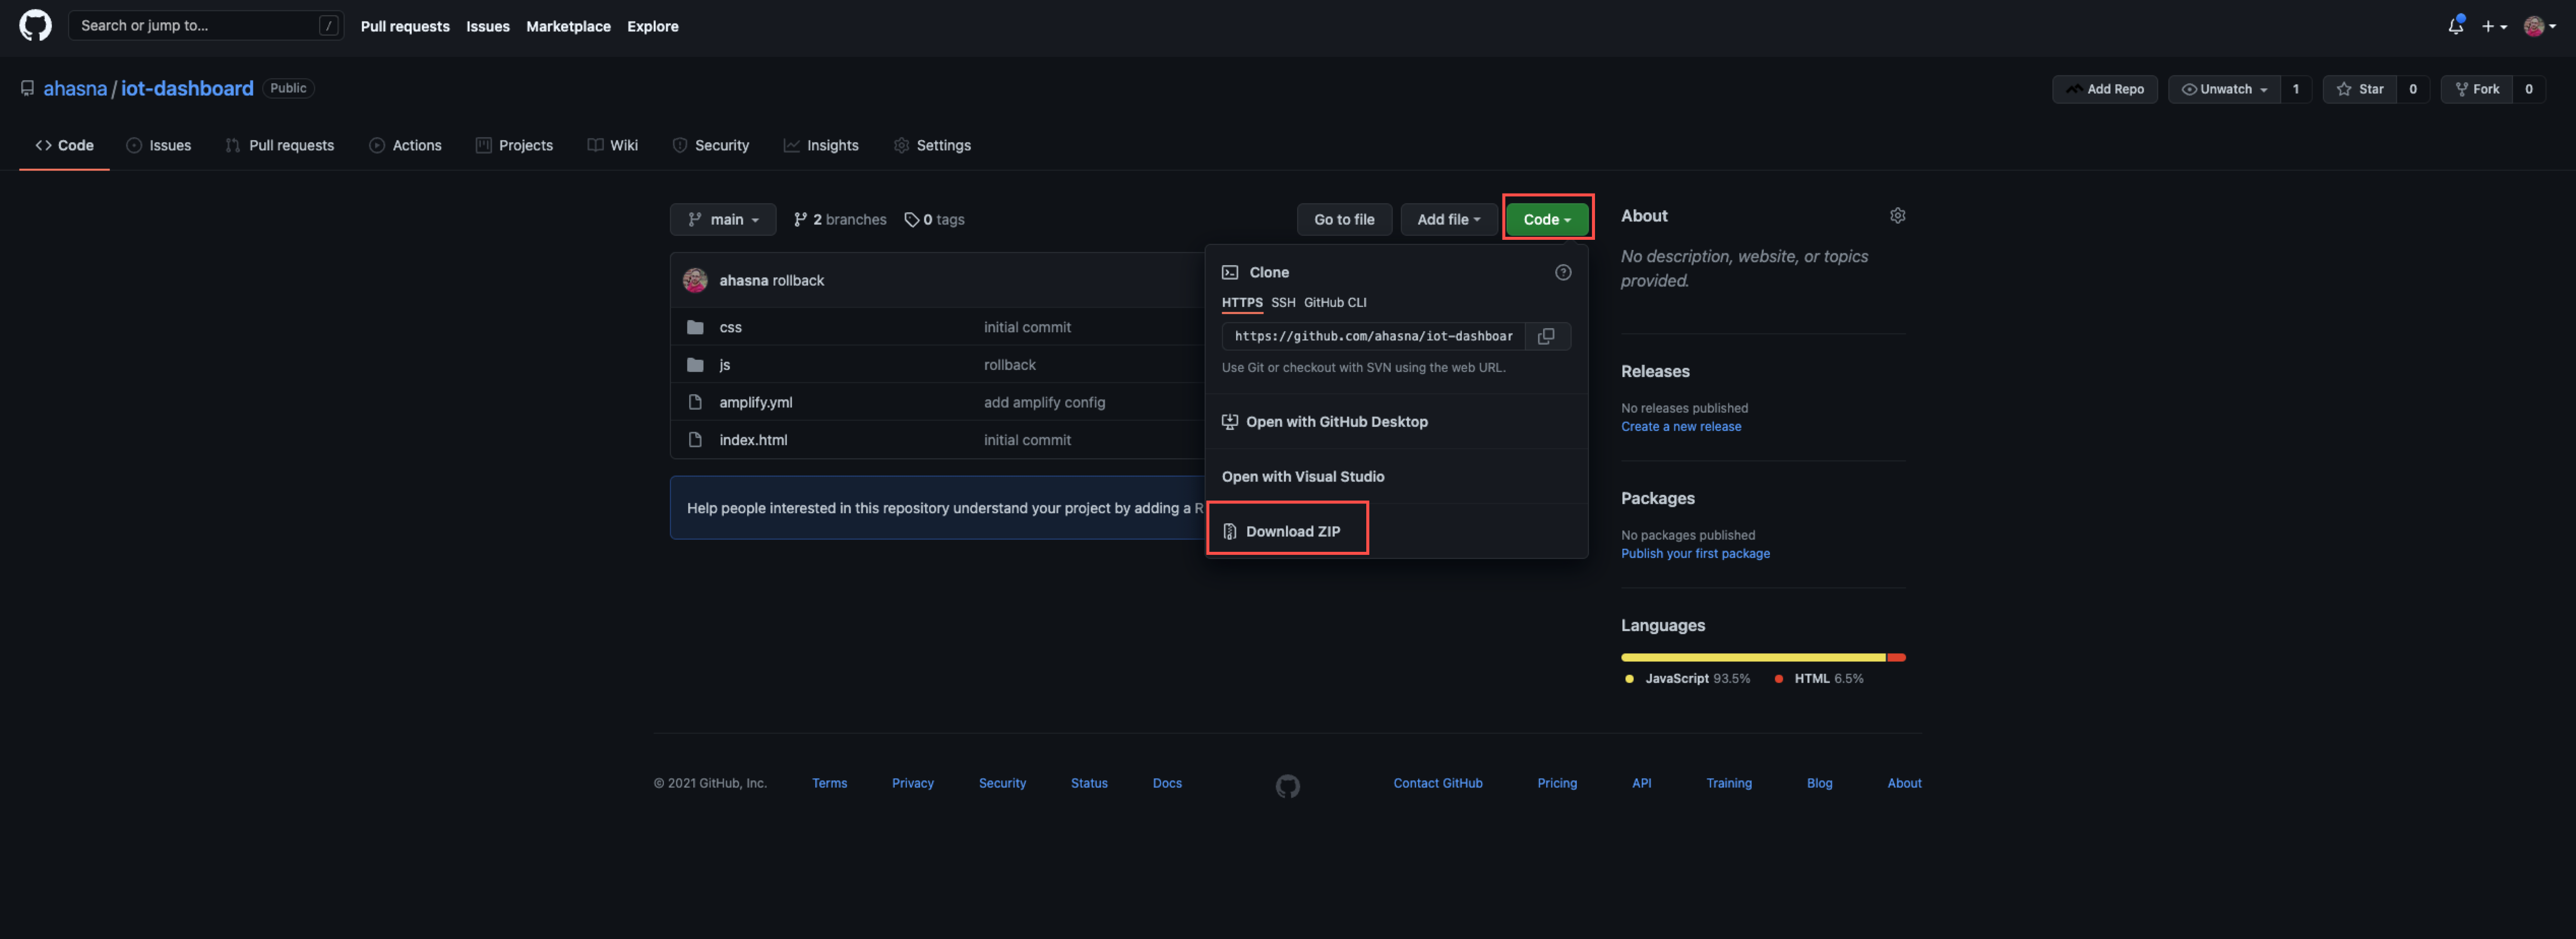 Search or jump to... /
Pull requests Issues Marketplace Explore
ahasna / iot-dashboard Public
Add Repo Unwatch 1 Star 0 Fork 0
Code Issues Pull requests Actions Projects Wiki Security Insights Settings
main 2 branches 0 tags Go to file Add file Code
ahasna rollback
css initial commit
js rollback
amplify.yml add amplify config
index.html initial commit
Help people interested in this repository understand your project by adding a R
Clone
HTTPS SSH GitHub CLI
https://github.com/ahasna/iot-dashboar
Use Git or checkout with SVN using the web URL.
Open with GitHub Desktop
Open with Visual Studio
Download ZIP
About
No description, website, or topics
provided.
Releases
No releases published
Create a new release
Packages
No packages published
Publish your first package
Languages
JavaScript 93.5% HTML 6.5%
© 2021 GitHub, Inc. Terms Privacy Security Status Docs Contact GitHub Pricing API Training Blog About